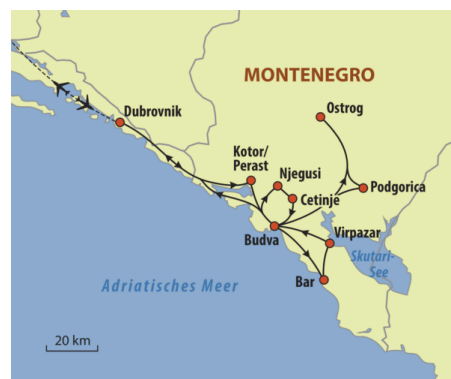 MONTENEGRO
Ostrog
Dubrovnik
Kotor/
Perast
Njegusi
Podgorica
Cetinje
Budva
Virpazar
Skutari-
See
Bar
Adriatisches Meer
20 km